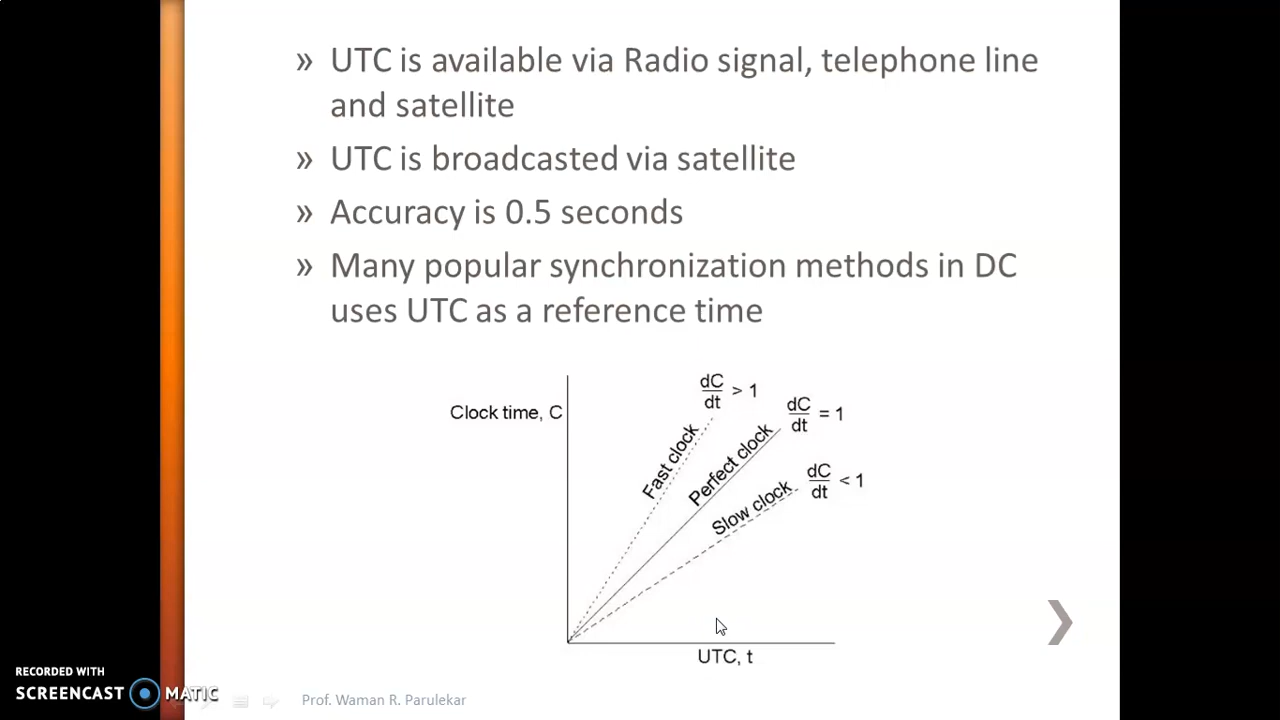 » UTC is available via Radio signal, telephone line
and satellite
» UTC is broadcasted via satellite
» Accuracy is 0.5 seconds
» Many popular synchronization methods in DC
uses UTC as a reference time
Clock time, C
dC
dt
> 1
dC
dt
= 1
dC
dt
< 1
Fast clock
Perfect clock
Slow clock
UTC, t
RECORDED WITH
SCREENCAST MATIC
Prof. Waman R. Parulekar